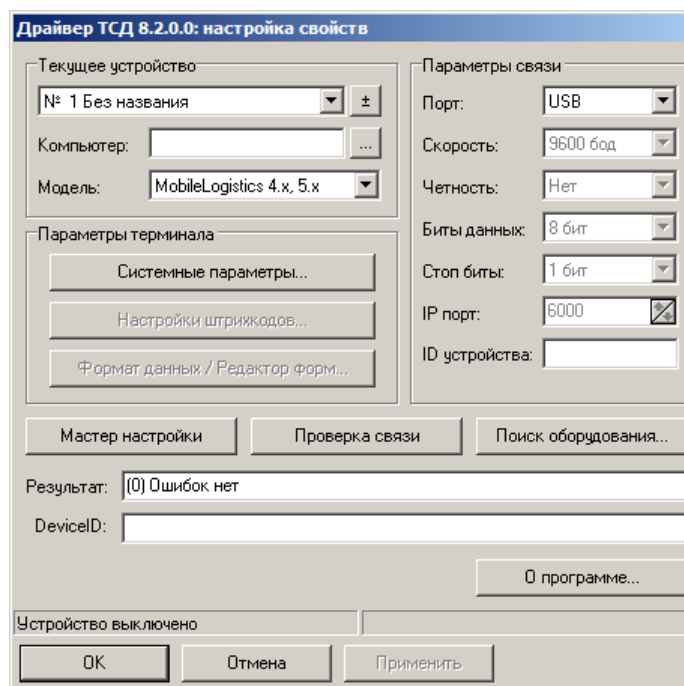 Драйвер ТСД 8.2.0.0: настройка свойств
Текущее устройство
№ 1 Без названия
±
Компьютер:
...
Модель:
MobileLogistics 4.x, 5.x
Параметры терминала
Системные параметры...
Настройки штрихкодов...
Формат данных / Редактор форм...
Параметры связи
Порт:
USB
Скорость:
9600 бод
Четность:
Нет
Биты данных:
8 бит
Стоп биты:
1 бит
IP порт:
6000
ID устройства:
Мастер настройки
Проверка связи
Поиск оборудования...
Результат:
(0) Ошибок нет
DeviceID:
О программе...
Устройство выключено
OK
Отмена
Применить